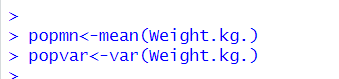 >
> popmn<-mean(Weight.kg.)
> popvar<-var(Weight.kg.)
>